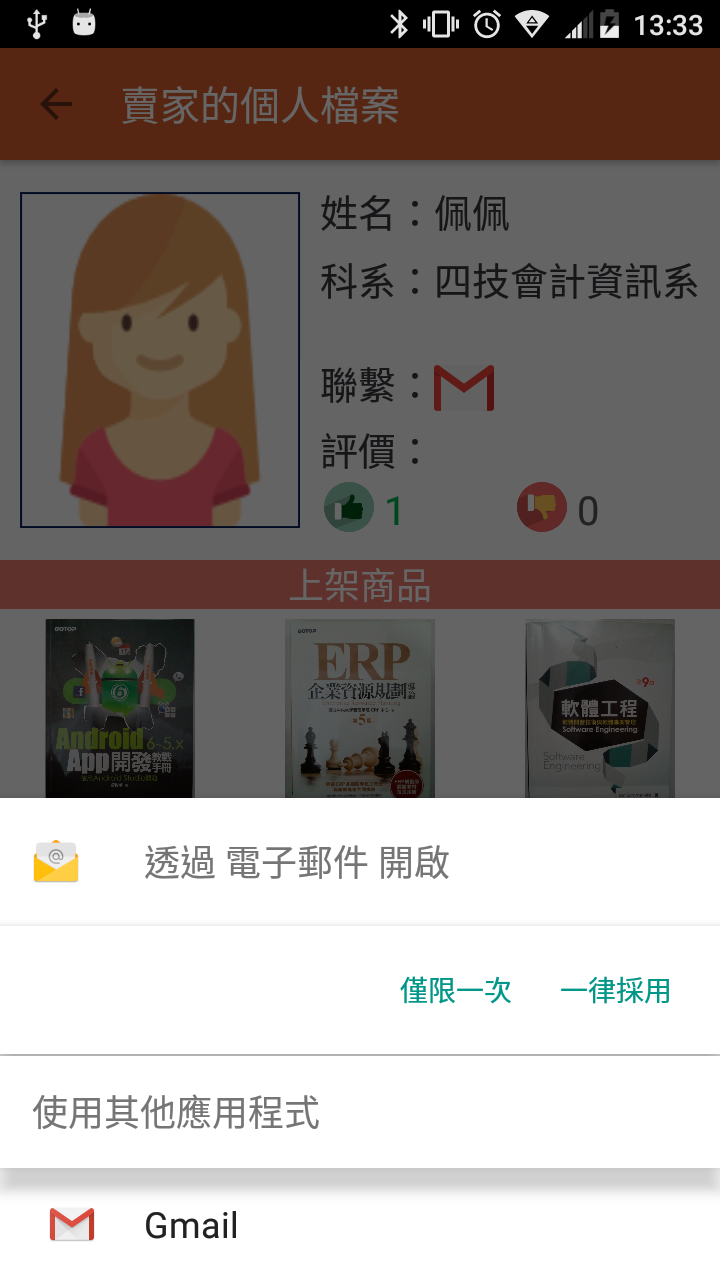 13:33
賣家的個人檔案
姓名：佩佩
科系：四技會計資訊系
聯繫：
評價：
1
0
上架商品
GOTOP
Android 6~5.x
App開發教戰手冊
GOTOP
ERP
企業資源規劃導論
第5版
第9版
軟體工程
Software Engineering
Software
Engineering
透過 電子郵件 開啟
僅限一次
一律採用
使用其他應用程式
Gmail